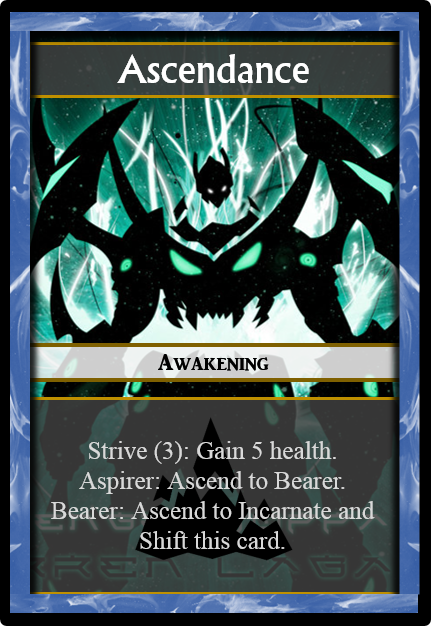 Ascendance
Awakening
Strive (3): Gain 5 health.
Aspirer: Ascend to Bearer.
Bearer: Ascend to Incarnate and
Shift this card.